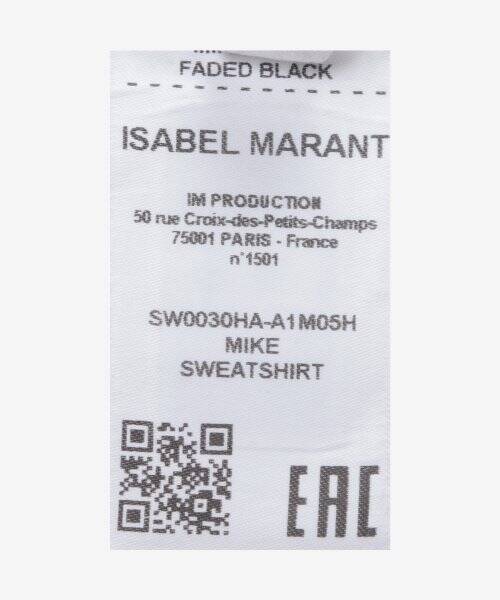 FADED BLACK
ISABEL MARANT
IM PRODUCTION
50 rue Croix-des-Petits-Champs
75001 PARIS - France
n°1501
SW0030HA-A1M05H
MIKE
SWEATSHIRT
EAC